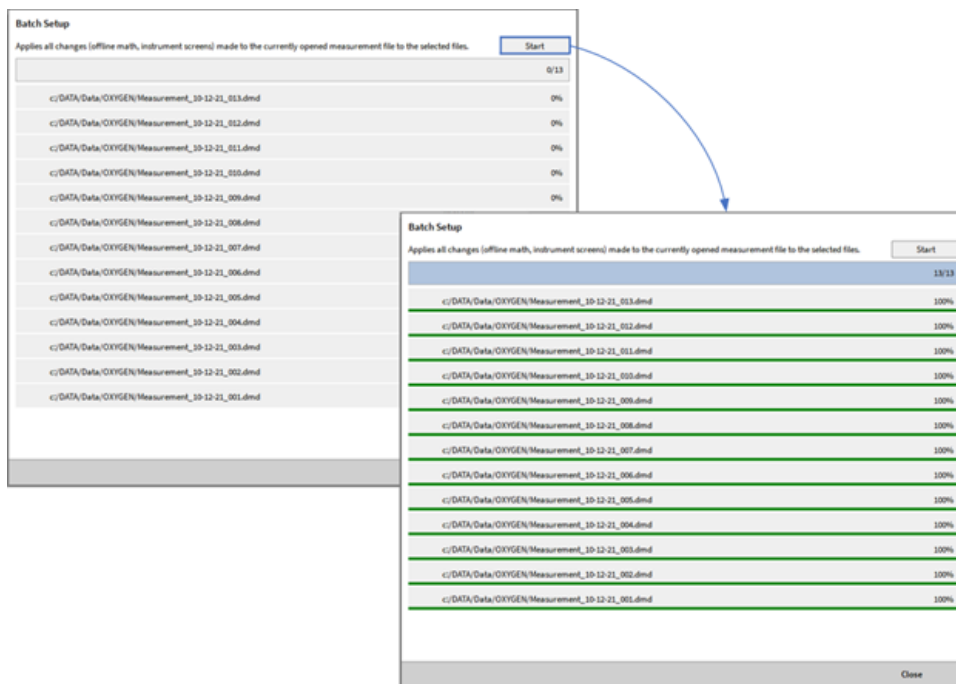 Batch Setup
Applies all changes (offline math, instrument screens) made to the currently opened measurement file to the selected files.
Start
0/13
c:/DATA/Data/OXYGEN/Measurement_10-12-21_013.dmd 0%
c:/DATA/Data/OXYGEN/Measurement_10-12-21_012.dmd 0%
c:/DATA/Data/OXYGEN/Measurement_10-12-21_011.dmd 0%
c:/DATA/Data/OXYGEN/Measurement_10-12-21_010.dmd 0%
c:/DATA/Data/OXYGEN/Measurement_10-12-21_009.dmd 0%
c:/DATA/Data/OXYGEN/Measurement_10-12-21_008.dmd
c:/DATA/Data/OXYGEN/Measurement_10-12-21_007.dmd
c:/DATA/Data/OXYGEN/Measurement_10-12-21_006.dmd
c:/DATA/Data/OXYGEN/Measurement_10-12-21_005.dmd
c:/DATA/Data/OXYGEN/Measurement_10-12-21_004.dmd
c:/DATA/Data/OXYGEN/Measurement_10-12-21_003.dmd
c:/DATA/Data/OXYGEN/Measurement_10-12-21_002.dmd
c:/DATA/Data/OXYGEN/Measurement_10-12-21_001.dmd
Batch Setup
Applies all changes (offline math, instrument screens) made to the currently opened measurement file to the selected files.
Start
13/13
c:/DATA/Data/OXYGEN/Measurement_10-12-21_013.dmd 100%
c:/DATA/Data/OXYGEN/Measurement_10-12-21_012.dmd 100%
c:/DATA/Data/OXYGEN/Measurement_10-12-21_011.dmd 100%
c:/DATA/Data/OXYGEN/Measurement_10-12-21_010.dmd 100%
c:/DATA/Data/OXYGEN/Measurement_10-12-21_009.dmd 100%
c:/DATA/Data/OXYGEN/Measurement_10-12-21_008.dmd 100%
c:/DATA/Data/OXYGEN/Measurement_10-12-21_007.dmd 100%
c:/DATA/Data/OXYGEN/Measurement_10-12-21_006.dmd 100%
c:/DATA/Data/OXYGEN/Measurement_10-12-21_005.dmd 100%
c:/DATA/Data/OXYGEN/Measurement_10-12-21_004.dmd 100%
c:/DATA/Data/OXYGEN/Measurement_10-12-21_003.dmd 100%
c:/DATA/Data/OXYGEN/Measurement_10-12-21_002.dmd 100%
c:/DATA/Data/OXYGEN/Measurement_10-12-21_001.dmd 100%
Close